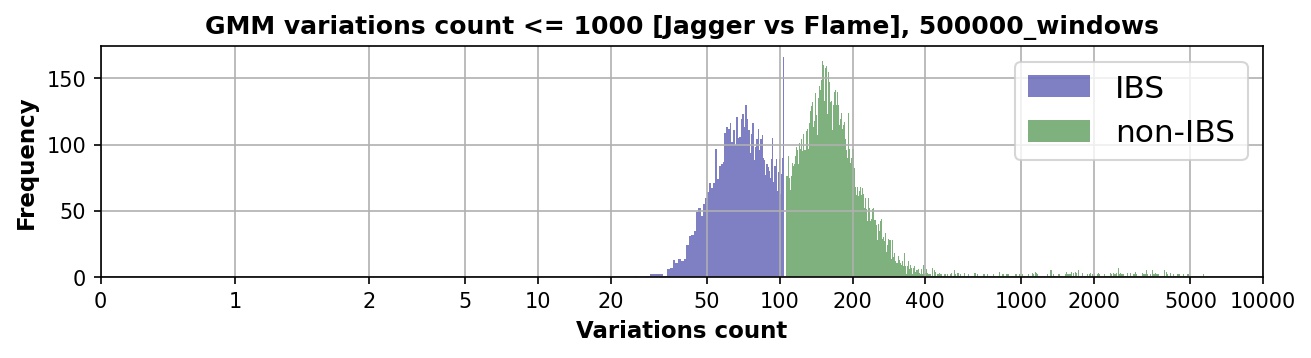 GMM variations count <= 1000 [Jagger vs Flame], 500000_windows
Frequency
150
100
50
0
IBS
non-IBS
0 1 2 5 10 20 50 100 200 400 1000 2000 5000 10000
Variations count